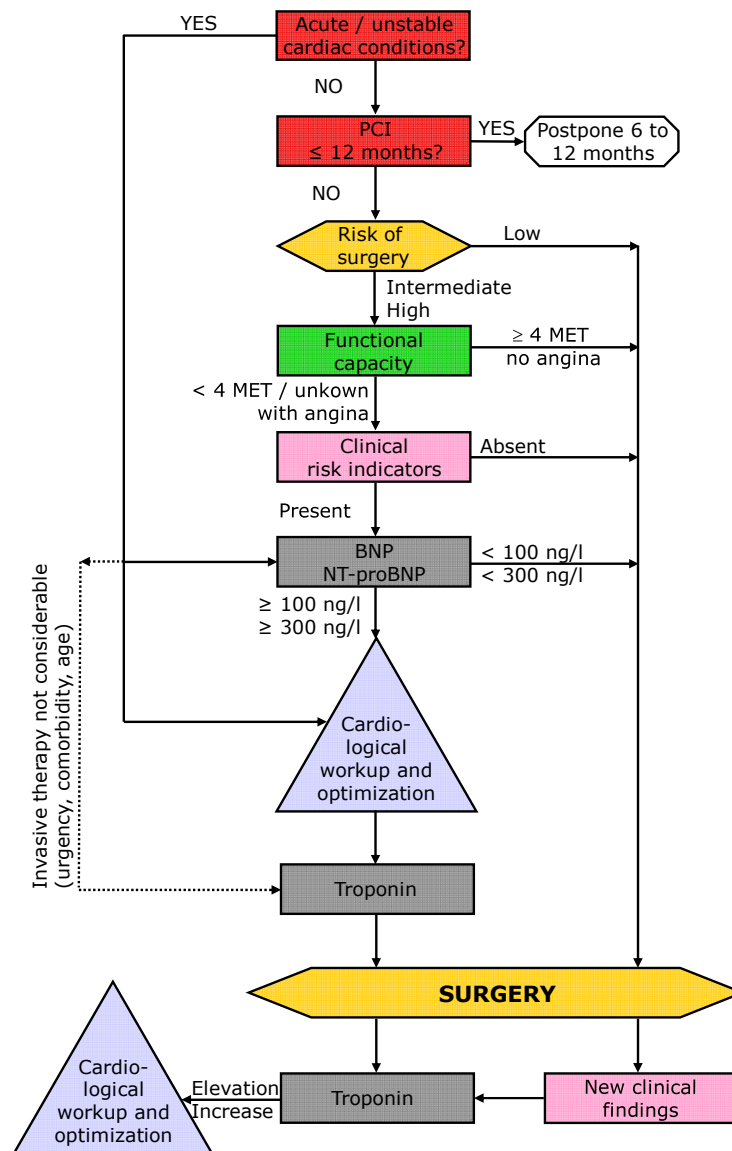 YES
Acute / unstable
cardiac conditions?
NO
PCI
≤ 12 months?
YES
Postpone 6 to
12 months
NO
Risk of
surgery
Low
Intermediate
High
Functional
capacity
≥ 4 MET
no angina
< 4 MET / unkown
with angina
Clinical
risk indicators
Absent
Present
BNP
NT-proBNP
< 100 ng/l
< 300 ng/l
≥ 100 ng/l
≥ 300 ng/l
Invasive therapy not considerable
(urgency, comorbidity, age)
Cardio-
logical
workup and
optimization
Troponin
SURGERY
Cardio-
logical
workup and
optimization
Elevation
Increase
Troponin
New clinical
findings